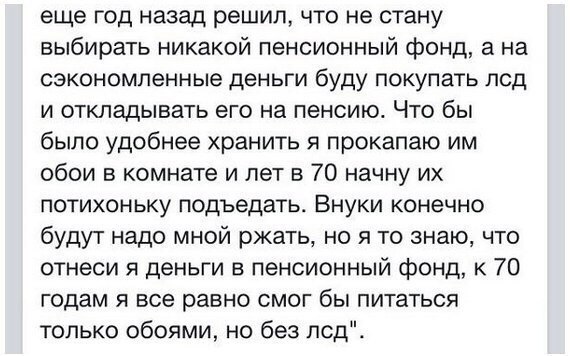 еще год назад решил, что не стану
выбирать никакой пенсионный фонд, а на
сэкономленные деньги буду покупать лсд
и откладывать его на пенсию. Что бы
было удобнее хранить я прокапаю им
обои в комнате и лет в 70 начну их
потихоньку подъедать. Внуки конечно
будут надо мной ржать, но я то знаю, что
отнеси я деньги в пенсионный фонд, к 70
годам я все равно смог бы питаться
только обоями, но без лсд".